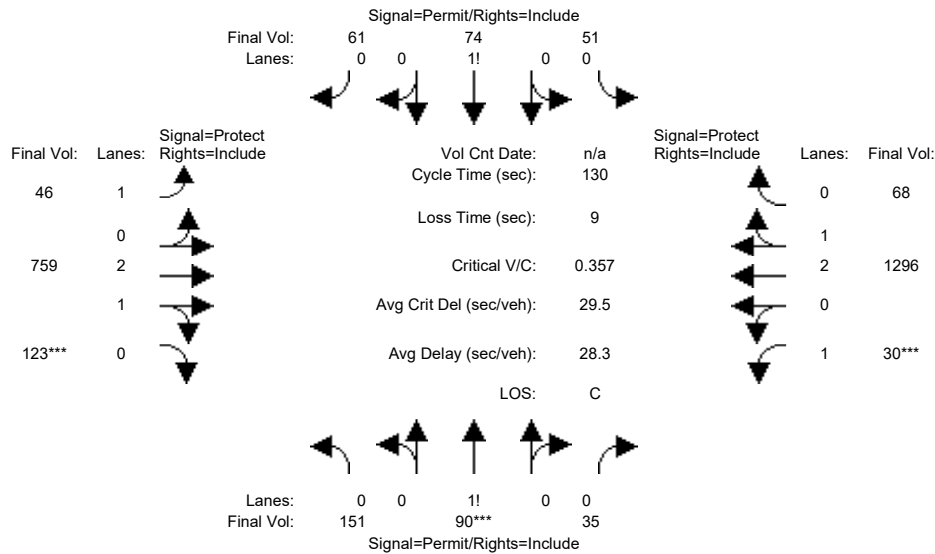 Signal=Permit/Rights=Include
Final Vol: 61 74 51
Lanes: 0 0 1! 0 0
Signal=Protect Signal=Protect
Final Vol: Lanes: Rights=Include Vol Cnt Date: n/a Rights=Include Lanes: Final Vol:
Cycle Time (sec): 130
46 1 0 68
Loss Time (sec): 9
0 1
759 2 Critical V/C: 0.357 2 1296
1 Avg Crit Del (sec/veh): 29.5 0
123*** 0 Avg Delay (sec/veh): 28.3 1 30***
LOS: C
Lanes: 0 0 1! 0 0
Final Vol: 151 90*** 35
Signal=Permit/Rights=Include